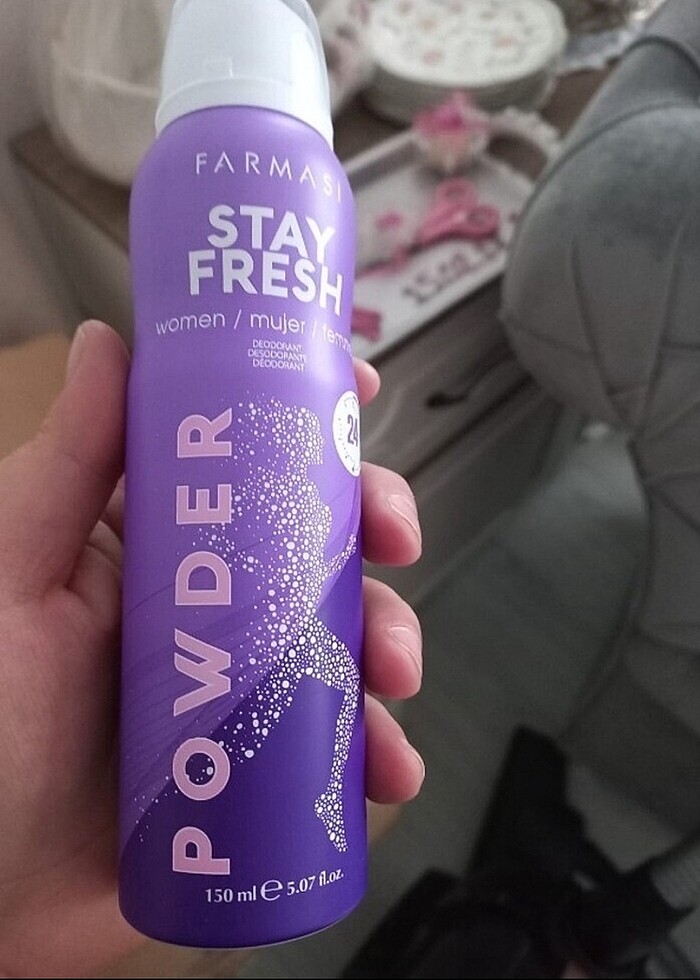 FARMASI
STAY
FRESH
women / mujer /
DEODORANT
DESODORANTE
DÉODORANT
24
POWDER
150 ml e 5.07 fl.oz.